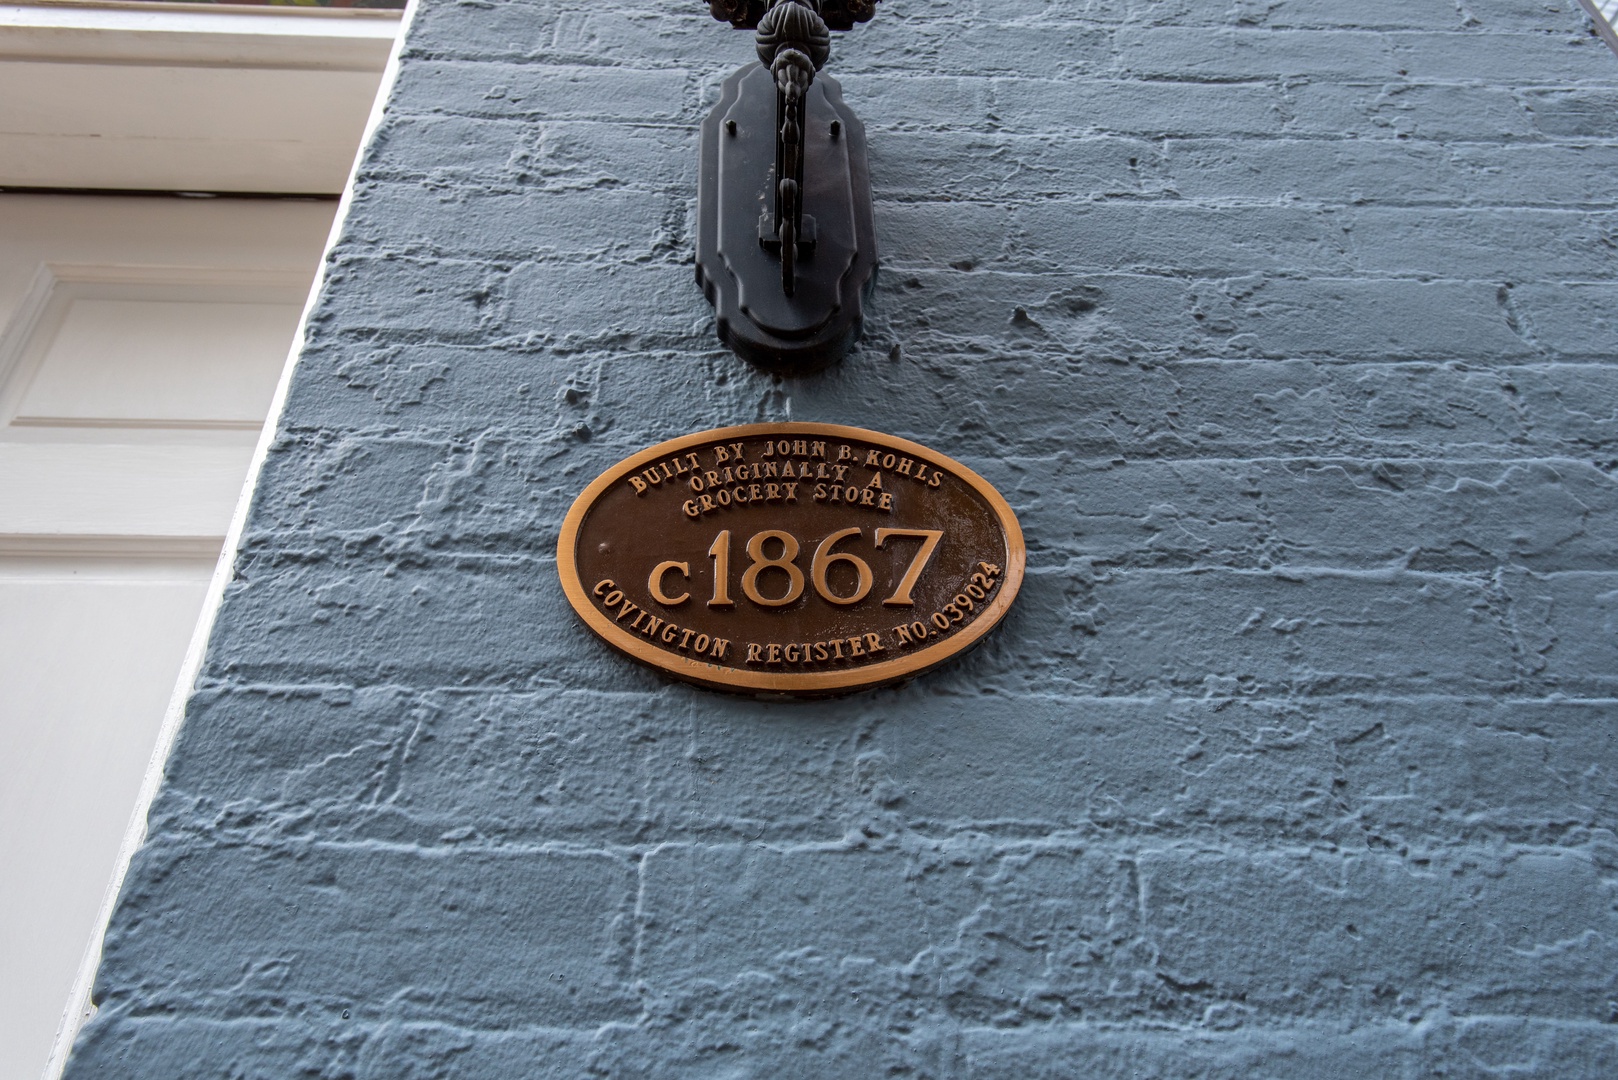 BUILT BY JOHN B. KOHLS
ORIGINALLY A
GROCERY STORE
c1867
COVINGTON REGISTER NO. 039024